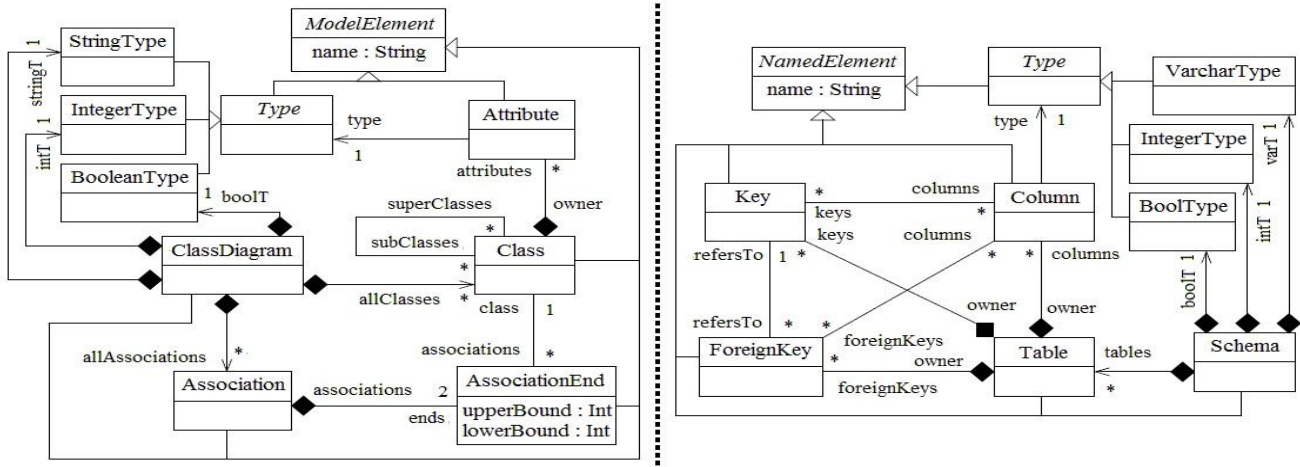 ModelElement
name : String
StringType
1
stringT
IntegerType
1
intT
BooleanType
1
boolT
Type
type
1
Attribute
attributes
*
owner
superClasses
*
subClasses
*
Class
ClassDiagram
allClasses
*
class
1
associations
*
allAssociations
*
Association
associations
2
ends
AssociationEnd
upperBound : Int
lowerBound : Int
NamedElement
name : String
Type
type
1
VarcharType
varT 1
IntegerType
intT 1
BoolType
boolT 1
Key
*
keys
keys
*
columns
*
columns
*
Column
*
columns
refersTo
1
owner
owner
refersTo
*
*
foreignKeys
ForeignKey
*
owner
foreignKeys
Table
tables
*
Schema